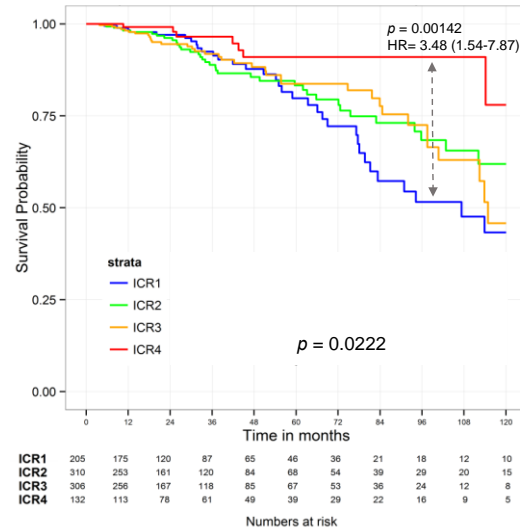 p = 0.00142
HR= 3.48 (1.54-7.87)
1.00
0.75
0.50
0.25
0.00
Survival Probability
strata
ICR1
ICR2
ICR3
ICR4
p = 0.0222
0 12 24 36 48 60 72 84 96 108 120
Time in months
ICR1 205 175 120 87 65 46 36 21 18 12 10
ICR2 310 253 161 120 84 68 54 39 29 20 15
ICR3 306 256 167 118 85 67 53 36 24 12 8
ICR4 132 113 78 61 49 39 29 22 16 9 5
Numbers at risk